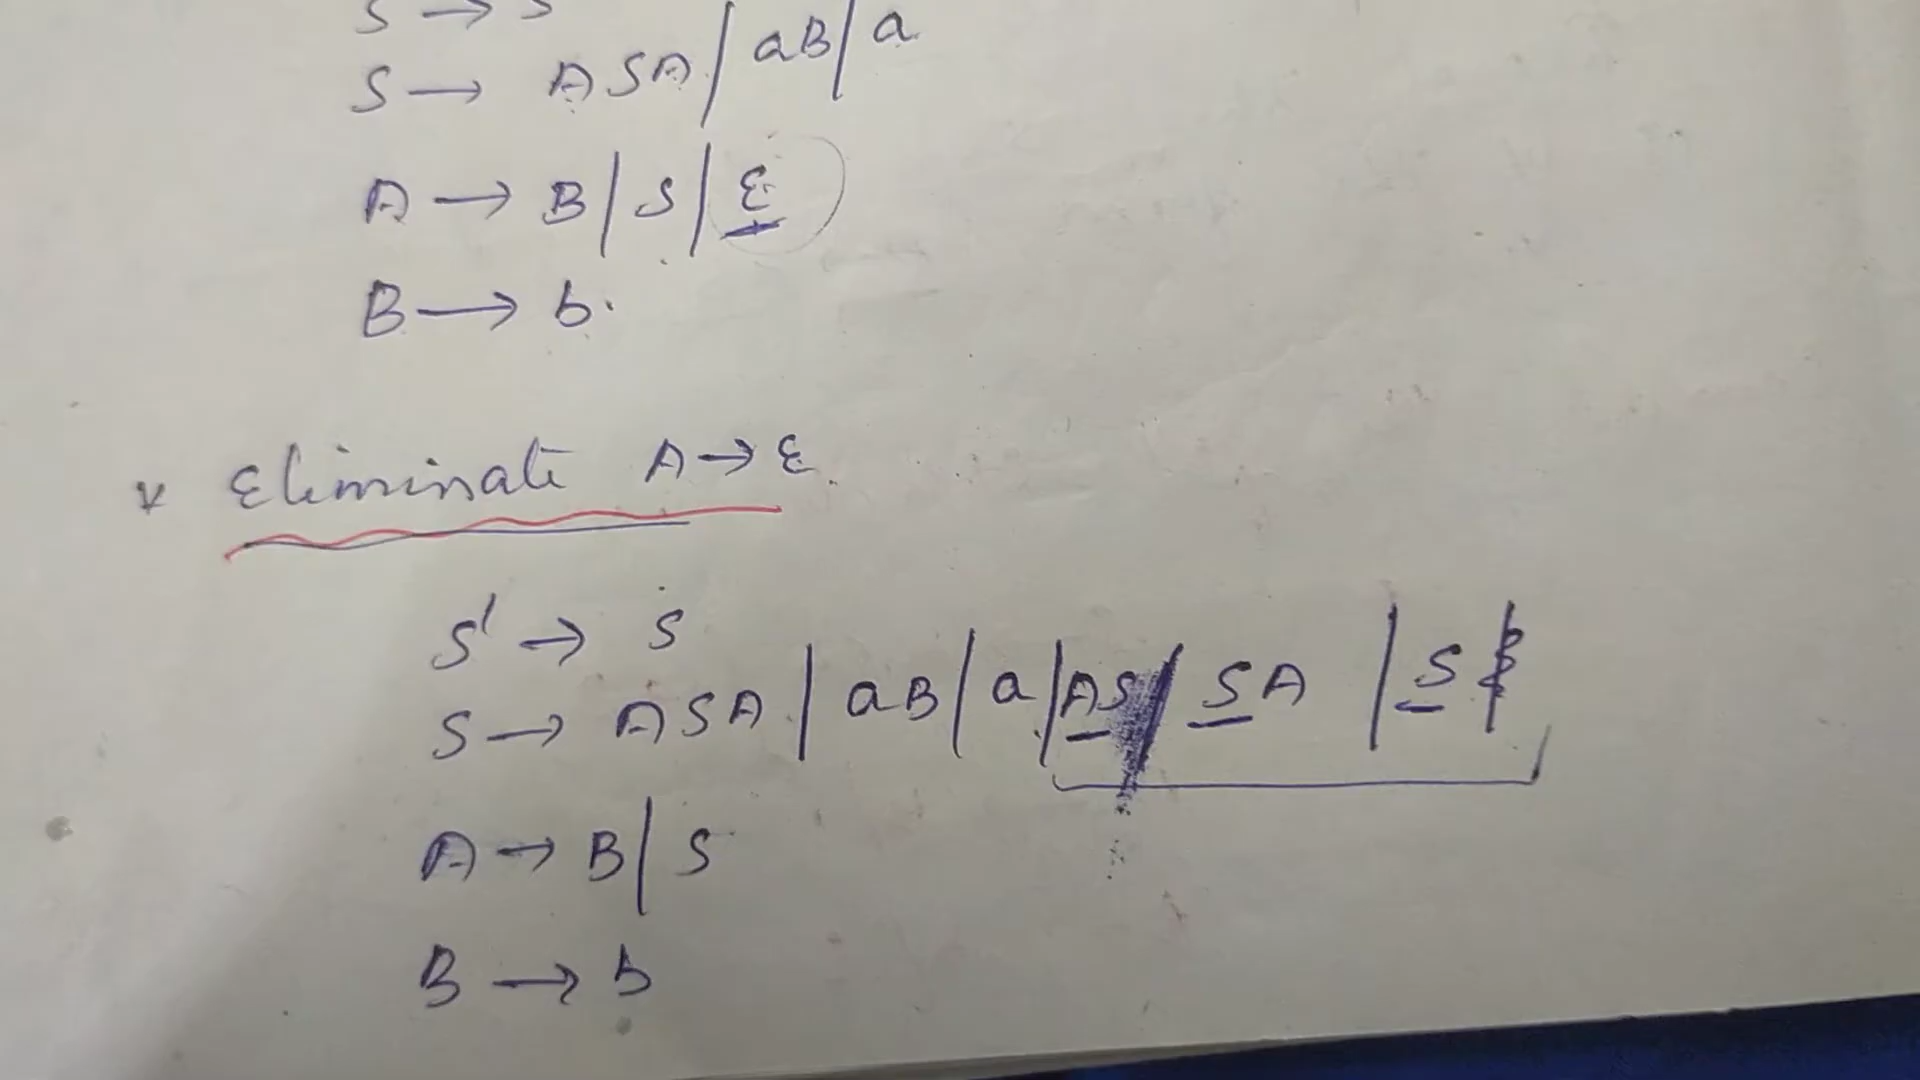 S → S
S → ASA | aB | a
A → B | S | ε
B → b.
* Eliminate A → ε.
S' → S
S → ASA | aB | a | AS | SA | S
A → B | S
B → b